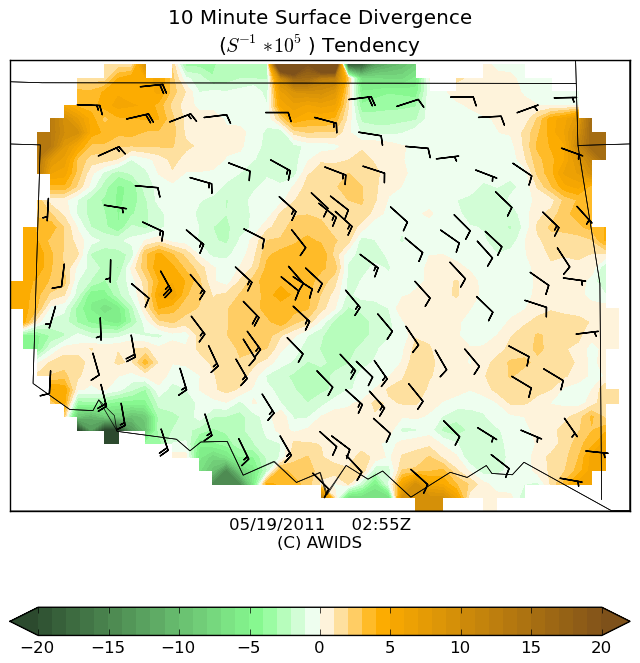 10 Minute Surface Divergence
(S⁻¹ *10⁵ ) Tendency
05/19/2011 02:55Z
(C) AWIDS
−20 −15 −10 −5 0 5 10 15 20